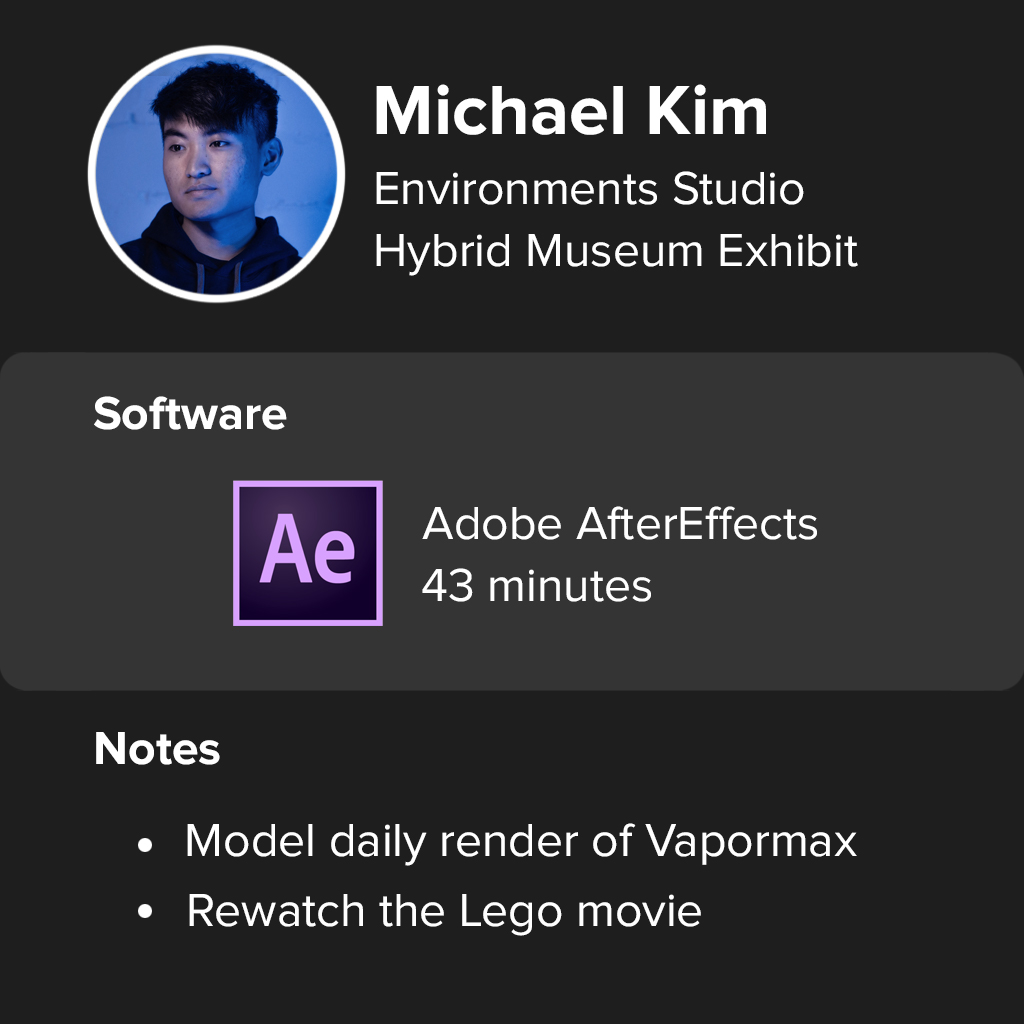 Michael Kim
Environments Studio
Hybrid Museum Exhibit
Software
Ae
Adobe AfterEffects
43 minutes
Notes
• Model daily render of Vapormax
• Rewatch the Lego movie